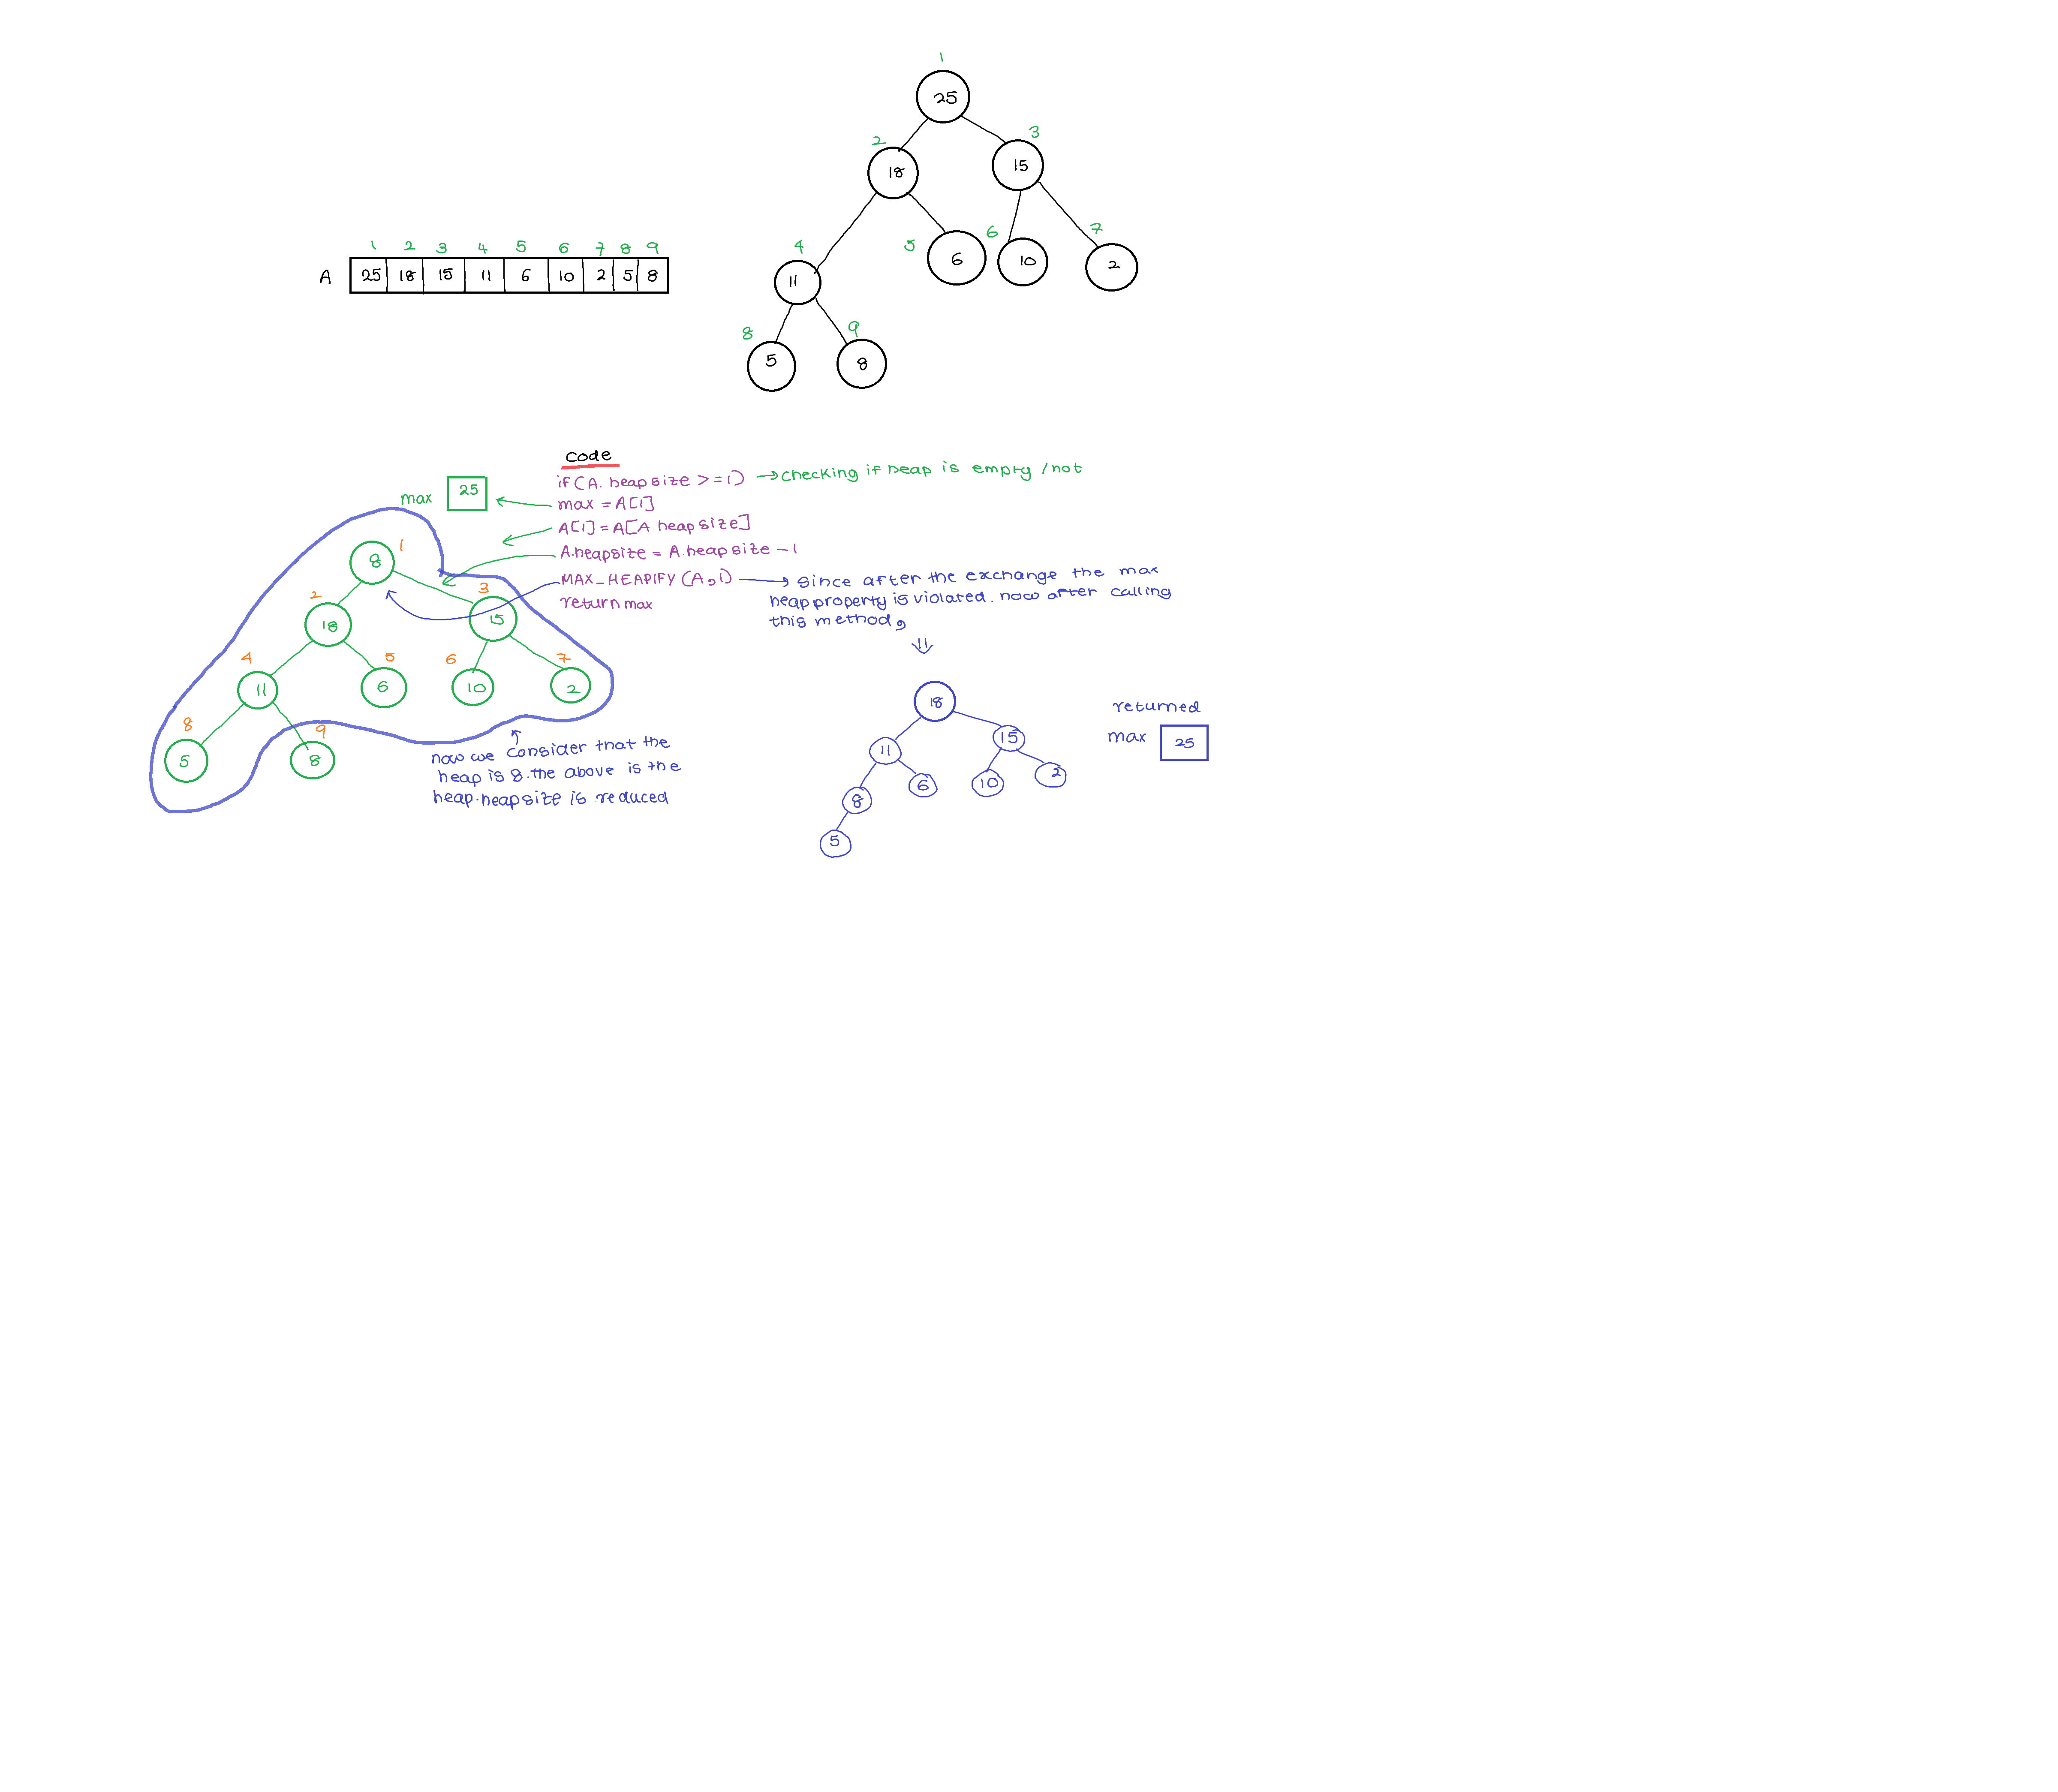 1
25
2
3
18
15
1 2 3 4 5 6 7 8 9
A 25 18 15 11 6 10 2 5 8
4
5
6
7
11
6
10
2
8
9
5
8
code
if (A. heapsize >= 1) → checking if heap is empty / not
max 25
max = A[1]
A[1] = A[A.heapsize]
A.heapsize = A heapsize - 1
MAX_HEAPIFY (A,1) → since after the exchange the max
heap property is violated. now after calling
this method,
return max
8 1
2
3
18
15
4
5
6
7
11
6
10
2
8
9
5
8
now we consider that the
heap is 8. the above is the
heap. heapsize is reduced
18
11
15
8
6
10
2
5
returned
max 25